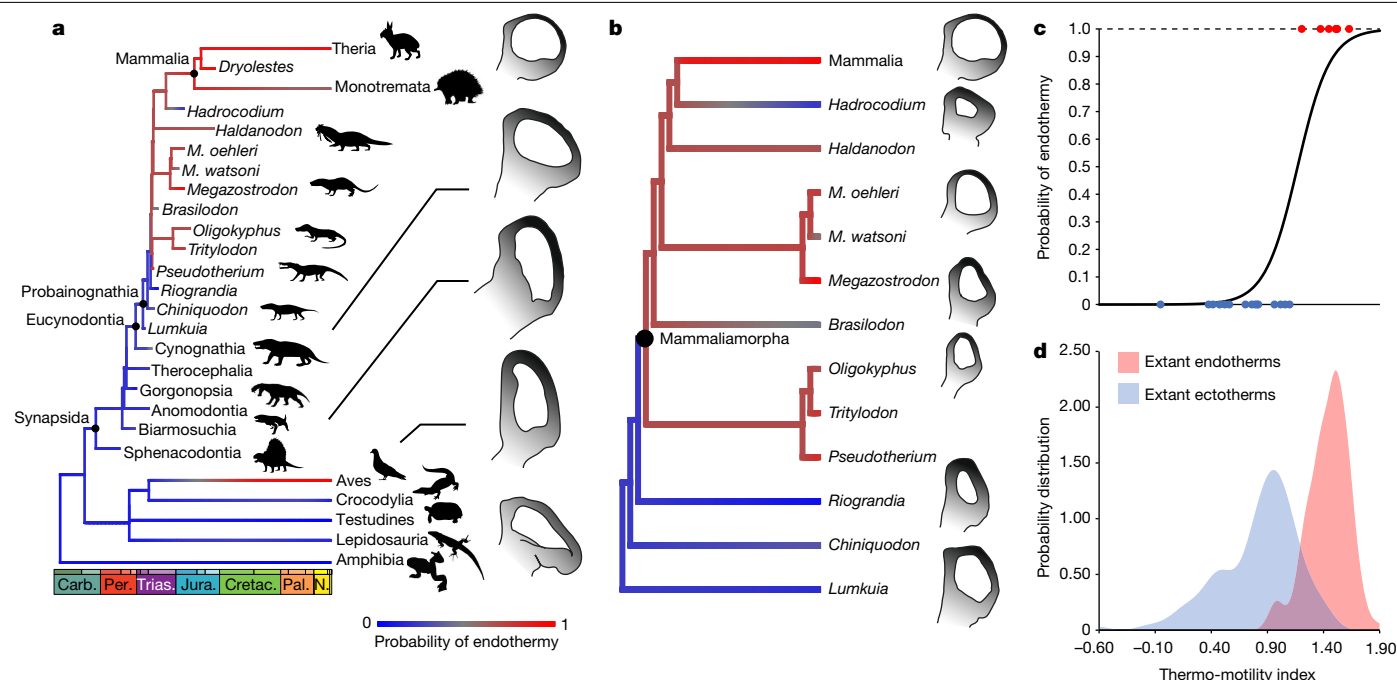 a
Mammalia
Theria
Dryolestes
Monotremata
Hadrocodium
Haldanodon
M. oehleri
M. watsoni
Megazostrodon
Brasilodon
Oligokyphus
Tritylodon
Pseudotherium
Probainognathia
Riograndia
Chiniquodon
Eucynodontia
Lumkuia
Cynognathia
Therocephalia
Gorgonopsia
Anomodontia
Synapsida
Biarmosuchia
Sphenacodontia
Aves
Crocodylia
Testudines
Lepidosauria
Amphibia
Carb. Per. Trias. Jura. Cretac. Pal. N.
0 1
Probability of endothermy
b
Mammalia
Hadrocodium
Haldanodon
M. oehleri
M. watsoni
Megazostrodon
Brasilodon
Mammaliamorpha
Oligokyphus
Tritylodon
Pseudotherium
Riograndia
Chiniquodon
Lumkuia
c
Probability of endothermy
1.0
0.9
0.8
0.7
0.6
0.5
0.4
0.3
0.2
0.1
0
d
Probability distribution
2.50
2.00
1.50
1.00
0.50
0
Extant endotherms
Extant ectotherms
−0.60 −0.10 0.40 0.90 1.40 1.90
Thermo-motility index